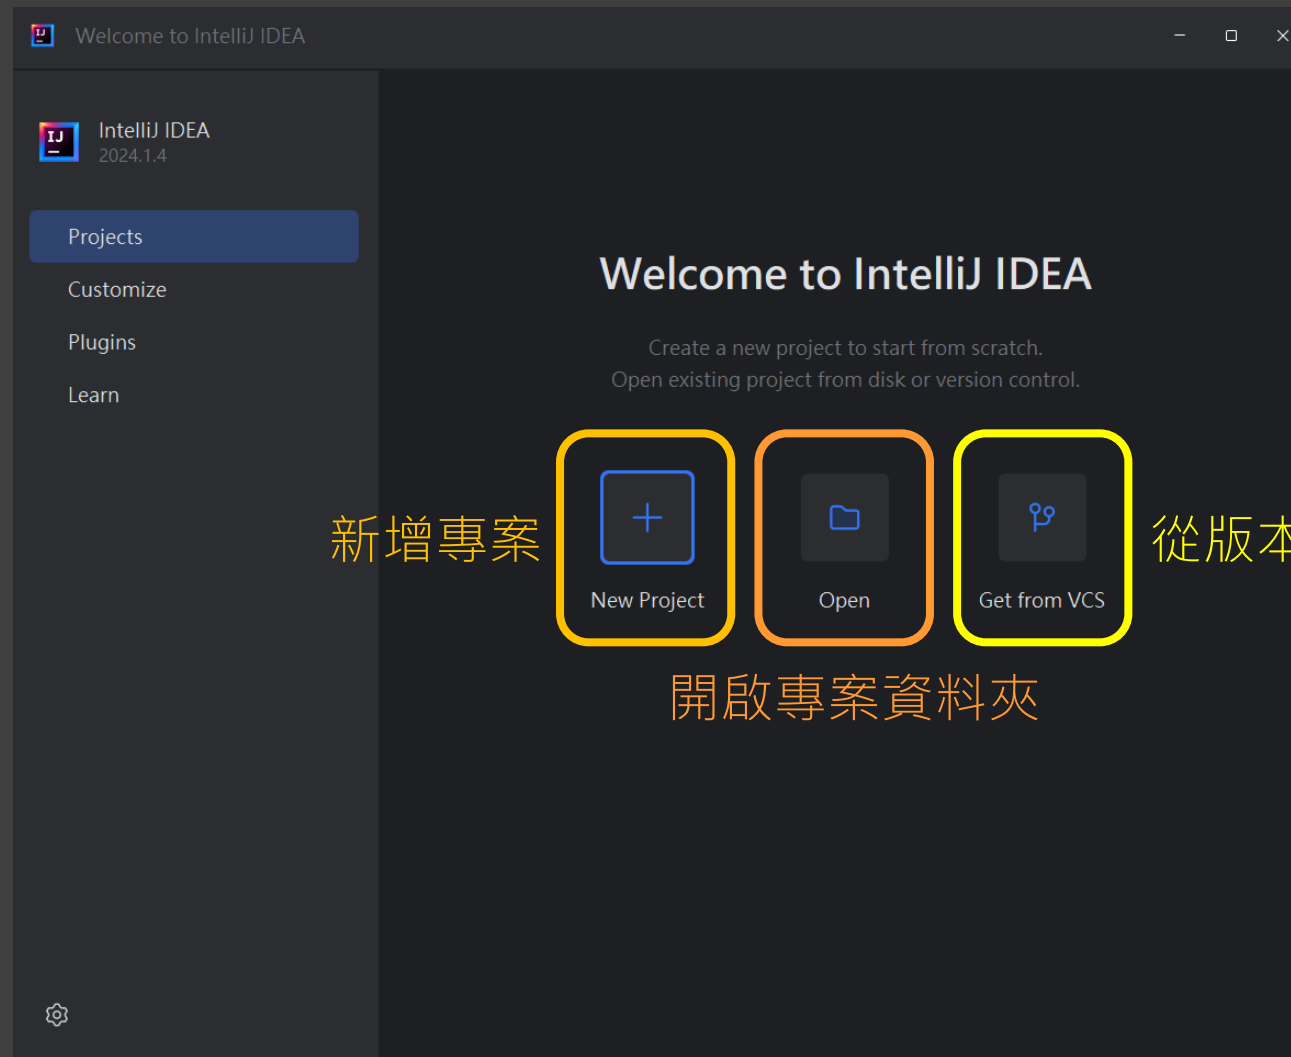 Welcome to IntelliJ IDEA
IntelliJ IDEA
2024.1.4
Projects
Customize
Plugins
Learn
Welcome to IntelliJ IDEA
Create a new project to start from scratch.
Open existing project from disk or version control.
新增專案
New Project
Open
Get from VCS
從版本
開啟專案資料夾